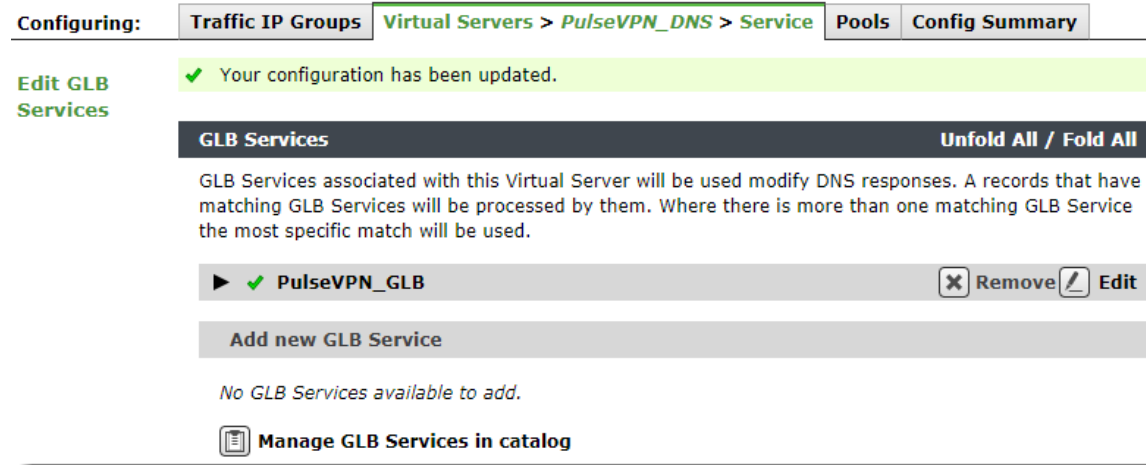 Configuring: Traffic IP Groups Virtual Servers > PulseVPN_DNS > Service Pools Config Summary
Edit GLB Services
Your configuration has been updated.
GLB Services Unfold All / Fold All
GLB Services associated with this Virtual Server will be used modify DNS responses. A records that have
matching GLB Services will be processed by them. Where there is more than one matching GLB Service
the most specific match will be used.
PulseVPN_GLB Remove Edit
Add new GLB Service
No GLB Services available to add.
Manage GLB Services in catalog